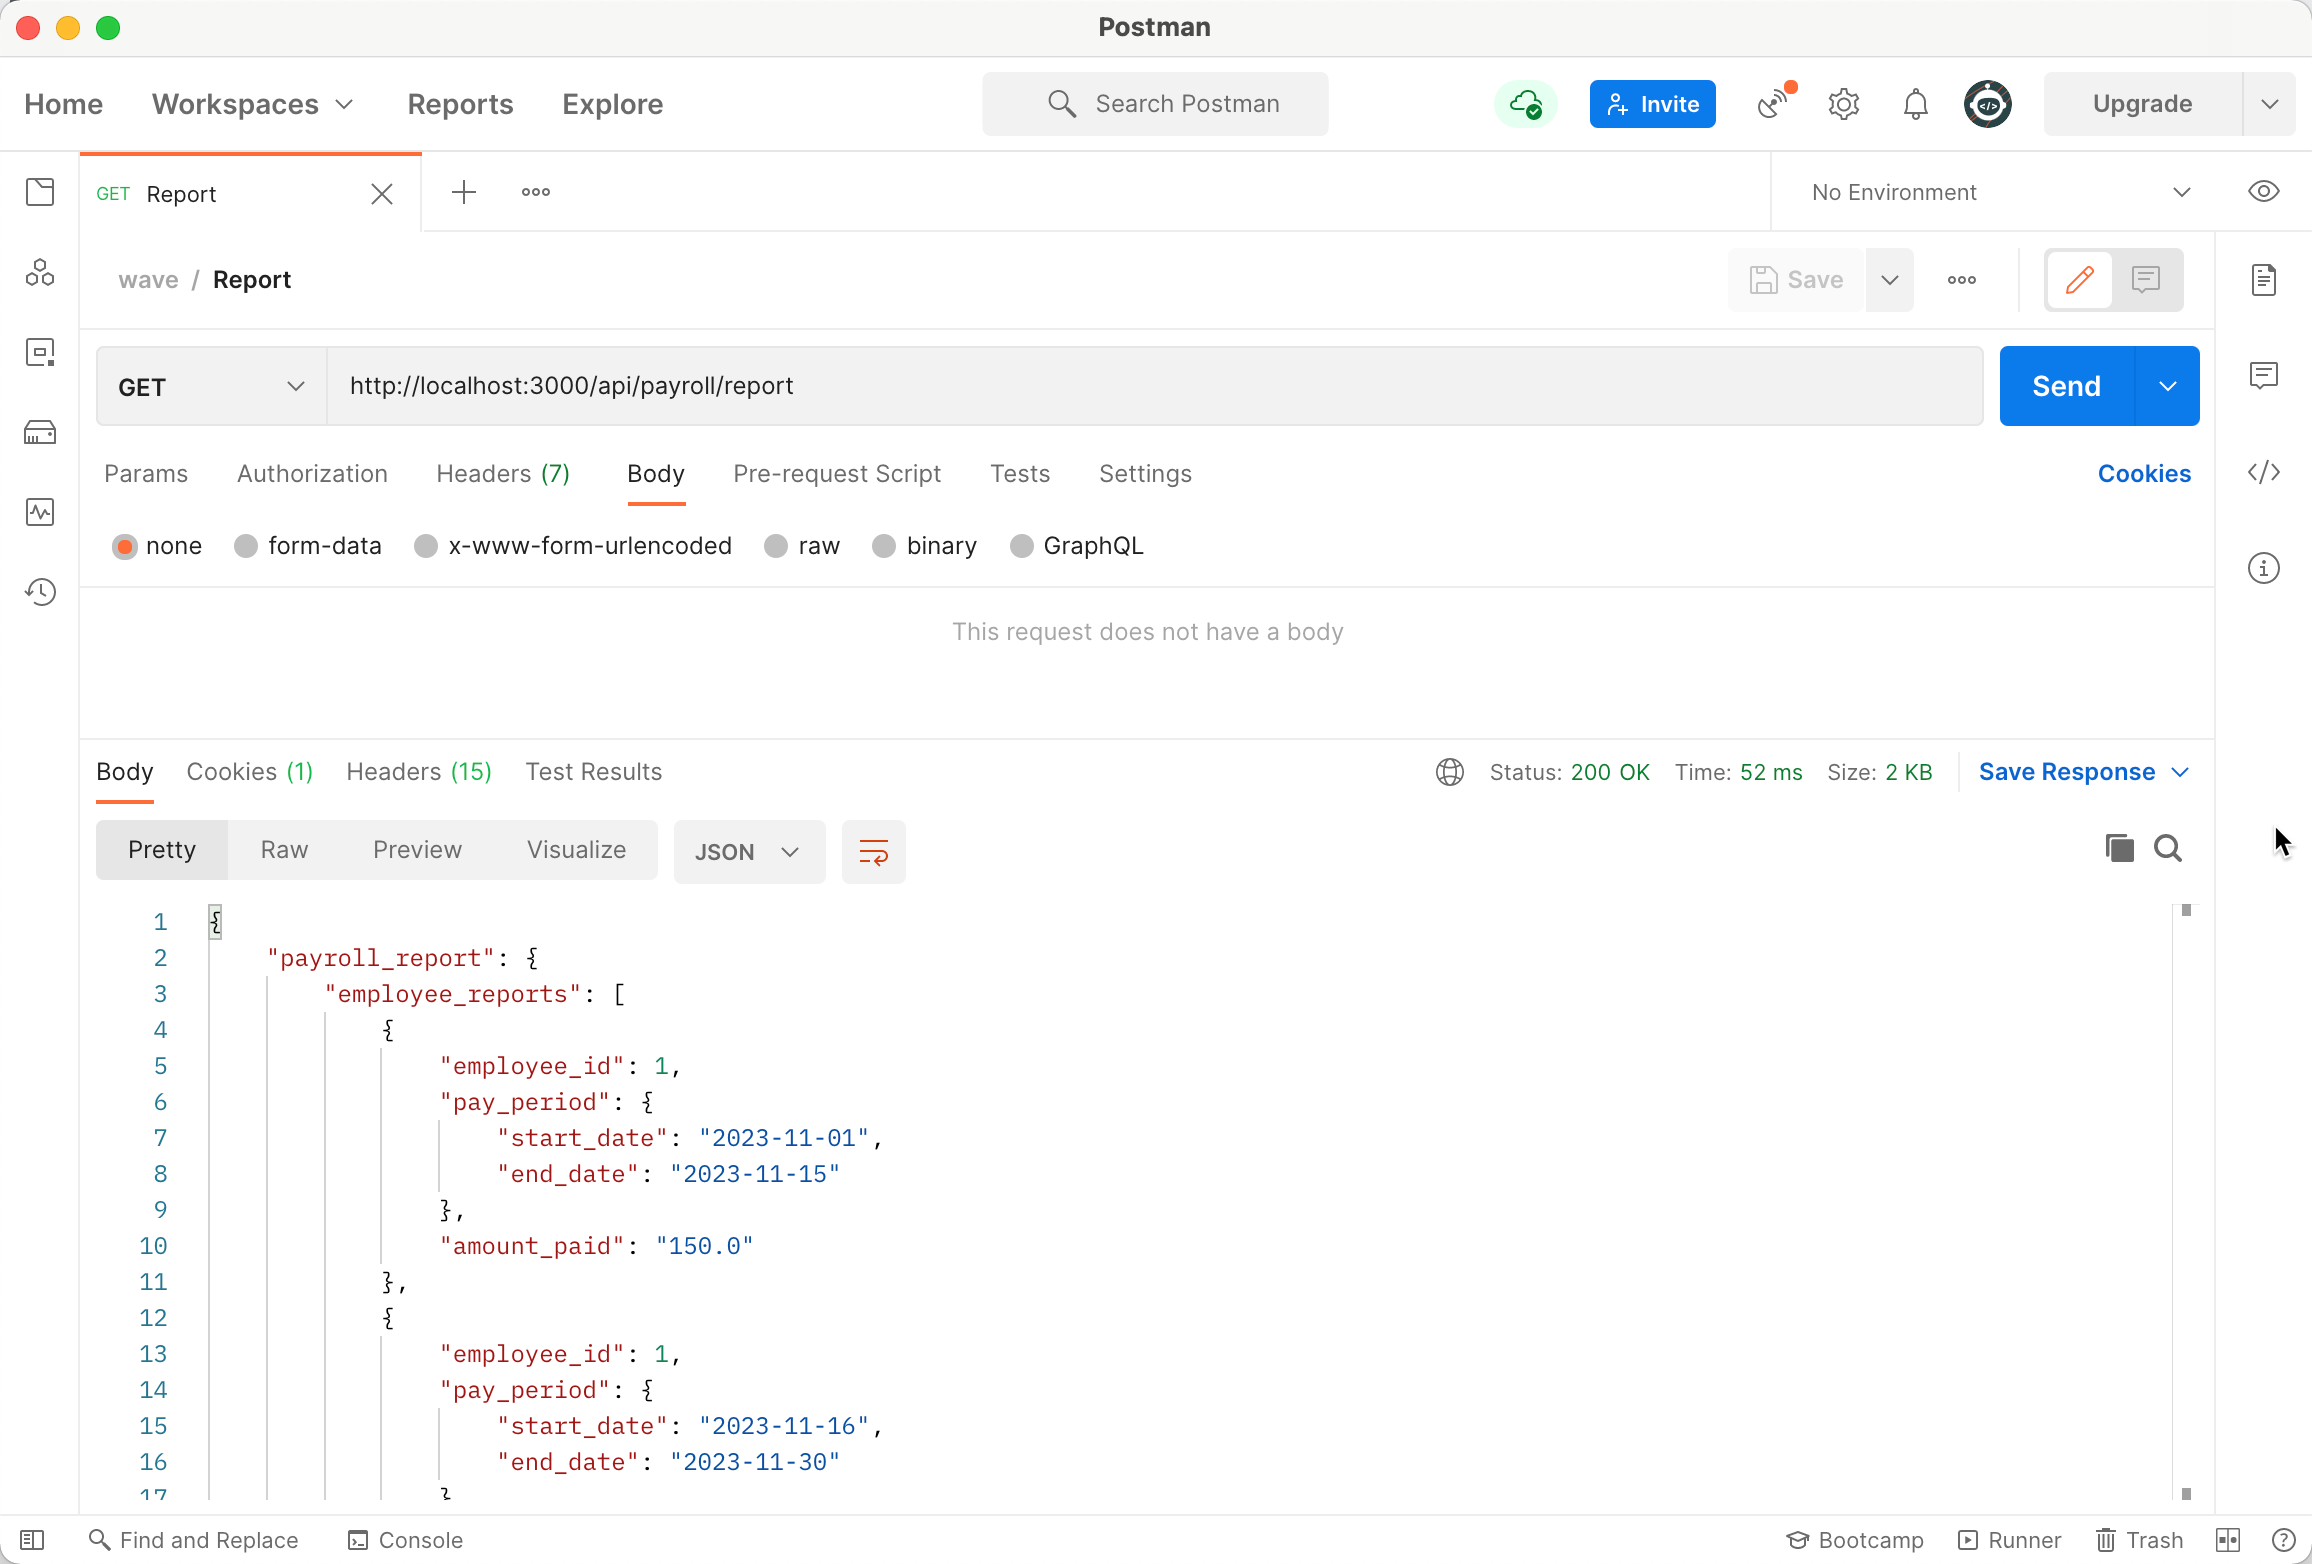 Postman
Home Workspaces Reports Explore Search Postman Invite Upgrade
GET Report No Environment
wave / Report Save
GET http://localhost:3000/api/payroll/report Send
Params Authorization Headers (7) Body Pre-request Script Tests Settings Cookies
none form-data x-www-form-urlencoded raw binary GraphQL
This request does not have a body
Body Cookies (1) Headers (15) Test Results Status: 200 OK Time: 52 ms Size: 2 KB Save Response
Pretty Raw Preview Visualize JSON
1 {
2 "payroll_report": {
3 "employee_reports": [
4 {
5 "employee_id": 1,
6 "pay_period": {
7 "start_date": "2023-11-01",
8 "end_date": "2023-11-15"
9 },
10 "amount_paid": "150.0"
11 },
12 {
13 "employee_id": 1,
14 "pay_period": {
15 "start_date": "2023-11-16",
16 "end_date": "2023-11-30"
17 }
Find and Replace Console Bootcamp Runner Trash